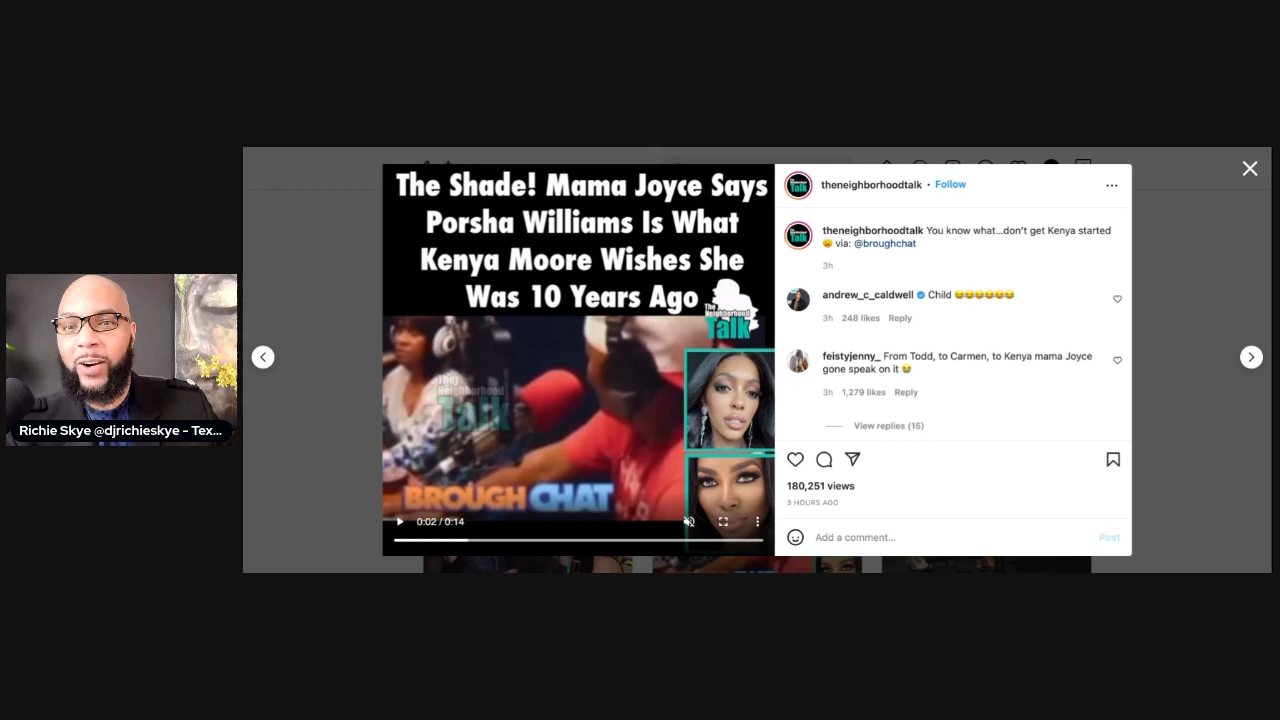 The Shade! Mama Joyce Says
Porsha Williams Is What
Kenya Moore Wishes She
Was 10 Years Ago
The
Neighborhood
Talk
They
Neighborhood
Talk
BROUGH CHAT
0:02 / 0:14
Richie Skye @djrichieskye - Tex...
theneighborhoodtalk • Follow
theneighborhoodtalk You know what...don't get Kenya started
😩 via: @broughchat
3h
andrew_c_caldwell Child 😂😂😂😂😂😂
3h 248 likes Reply
feistyjenny_ From Todd, to Carmen, to Kenya mama Joyce
gone speak on it 😂
3h 1,279 likes Reply
View replies (15)
180,251 views
3 HOURS AGO
Add a comment...
Post